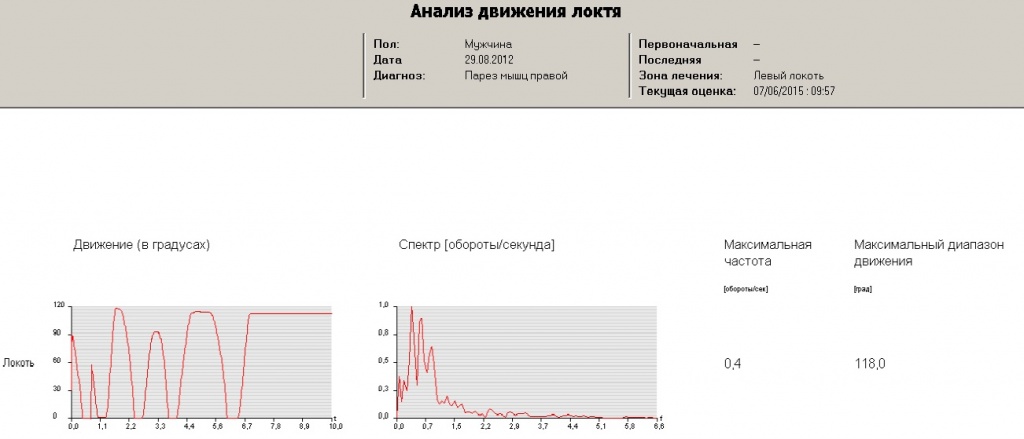 Анализ движения локтя
Пол: Мужчина Первоначальная –
Дата 29.08.2012 Последняя –
Диагноз: Парез мышц правой Зона лечения: Левый локоть
Текущая оценка: 07/06/2015 : 09:57
Движение (в градусах) Спектр [обороты/секунда] Максимальная частота Максимальный диапазон движения
[обороты/сек] [град]
120 1,0
90 0,8
Локоть 60 0,5 0,4 118,0
30 0,3
0 0,0
0,0 1,1 2,2 3,3 4,5 5,6 6,7 7,8 8,9 10,0 t 0,0 0,7 1,5 2,2 2,9 3,7 4,4 5,1 5,8 6,6 f